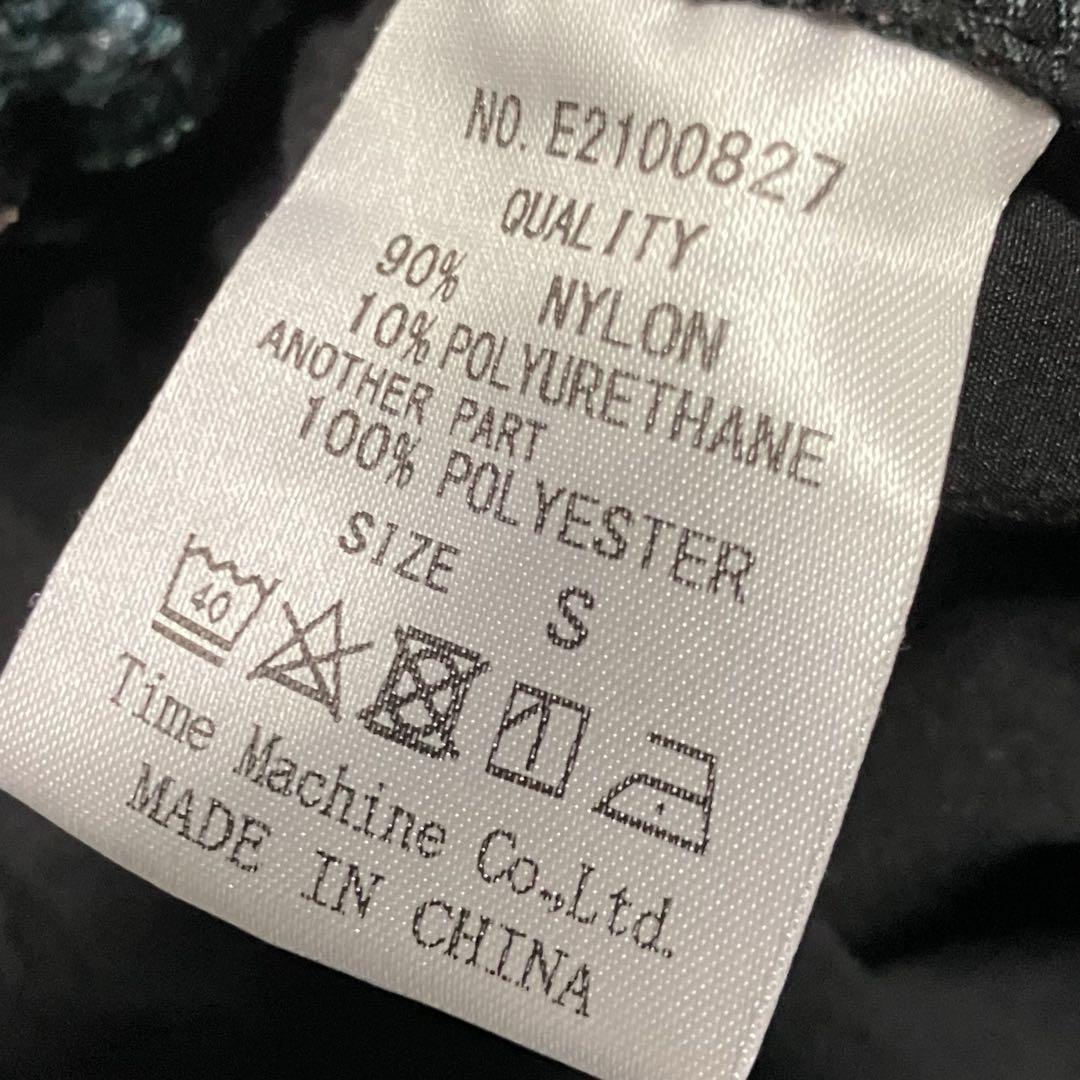 NO. E2100827
QUALITY
90% NYLON
10% POLYURETHANE
ANOTHER PART
100% POLYESTER
SIZE S
40
Time Machine Co.,Ltd.
MADE IN CHINA